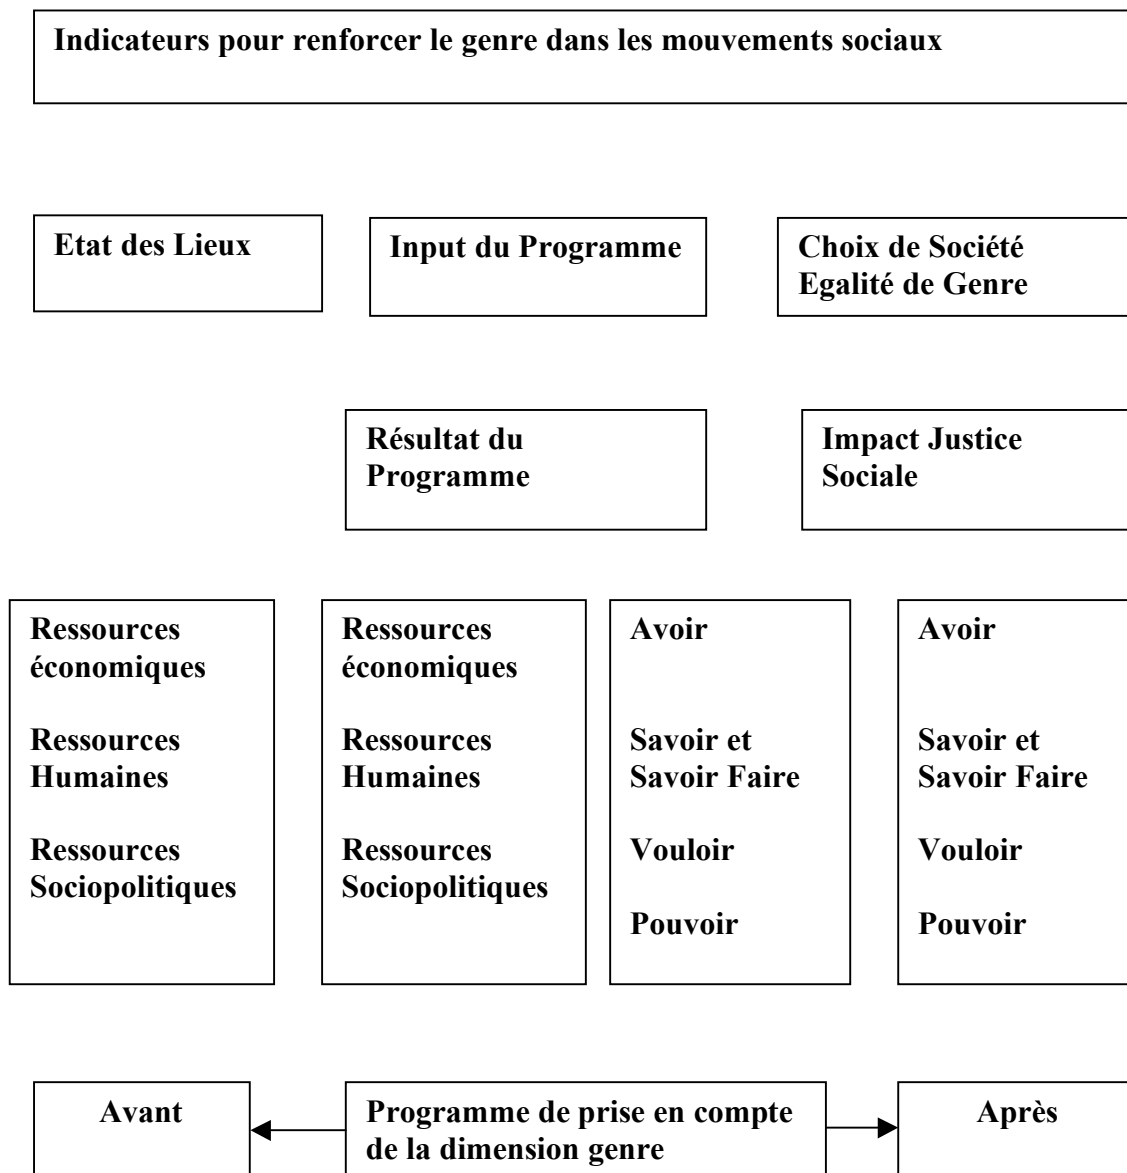 Indicateurs pour renforcer le genre dans les mouvements sociaux
Etat des Lieux
Input du Programme
Choix de Société
Egalité de Genre
Résultat du
Programme
Impact Justice
Sociale
Ressources
économiques
Ressources
Humaines
Ressources
Sociopolitiques
Ressources
économiques
Ressources
Humaines
Ressources
Sociopolitiques
Avoir
Savoir et
Savoir Faire
Vouloir
Pouvoir
Avoir
Savoir et
Savoir Faire
Vouloir
Pouvoir
Avant
Programme de prise en compte
de la dimension genre
Après